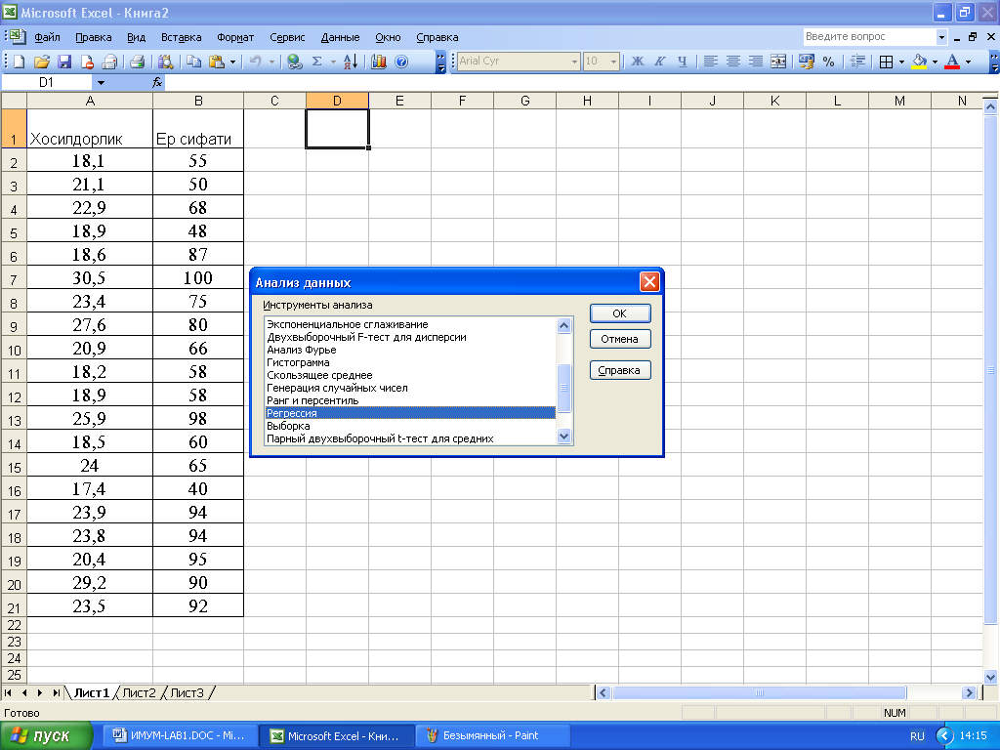 Microsoft Excel - Книга2
Файл Правка Вид Вставка Формат Сервис Данные Окно Справка Введите вопрос
Arial Cyr 10 Ж К Ч
D1 fx
A B C D E F G H I J K L M N
1 Хосилдорлик Ер сифати
2 18,1 55
3 21,1 50
4 22,9 68
5 18,9 48
6 18,6 87
7 30,5 100
8 23,4 75
9 27,6 80
10 20,9 66
11 18,2 58
12 18,9 58
13 25,9 98
14 18,5 60
15 24 65
16 17,4 40
17 23,9 94
18 23,8 94
19 20,4 95
20 29,2 90
21 23,5 92
22
23
24
25
Анализ данных
Инструменты анализа
Экспоненциальное сглаживание
Двухвыборочный F-тест для дисперсии
Анализ Фурье
Гистограмма
Скользящее среднее
Генерация случайных чисел
Ранг и персентиль
Регрессия
Выборка
Парный двухвыборочный t-тест для средних
OK
Отмена
Справка
Лист1 Лист2 Лист3
Готово NUM
пуск ИМУМ-LAB1.DOC - Mi... Microsoft Excel - Кни... Безымянный - Paint RU 14:15